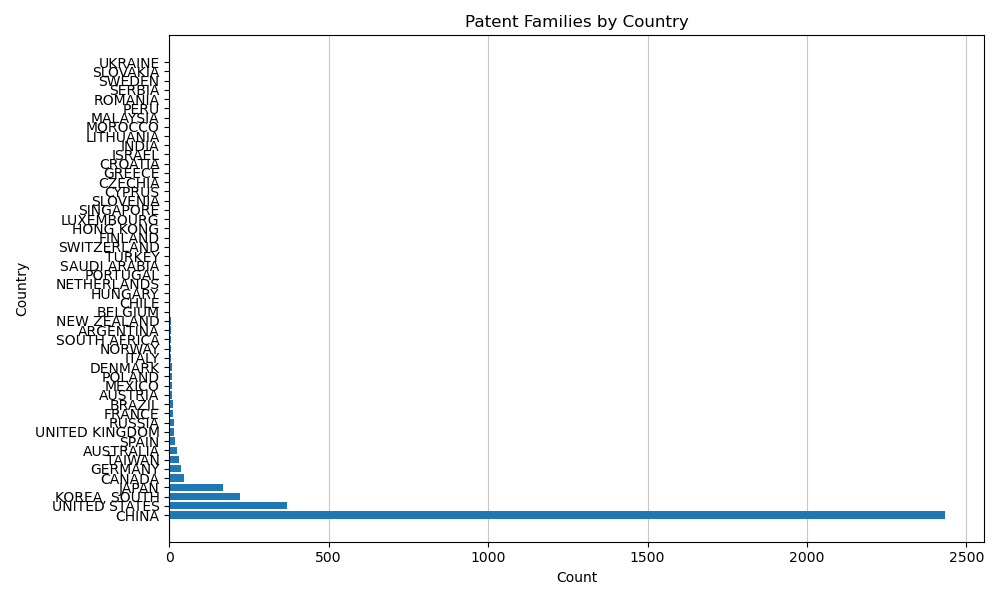 Patent Families by Country
UKRAINE
SLOVAKIA
SWEDEN
SERBIA
ROMANIA
PERU
MALAYSIA
MOROCCO
LITHUANIA
INDIA
ISRAEL
CROATIA
GREECE
CZECHIA
CYPRUS
SLOVENIA
SINGAPORE
LUXEMBOURG
HONG KONG
FINLAND
SWITZERLAND
TURKEY
SAUDI ARABIA
PORTUGAL
NETHERLANDS
HUNGARY
CHILE
BELGIUM
NEW ZEALAND
ARGENTINA
SOUTH AFRICA
NORWAY
ITALY
DENMARK
POLAND
MEXICO
AUSTRIA
BRAZIL
FRANCE
RUSSIA
UNITED KINGDOM
SPAIN
AUSTRALIA
TAIWAN
GERMANY
CANADA
JAPAN
KOREA, SOUTH
UNITED STATES
CHINA
Country
0 500 1000 1500 2000 2500
Count